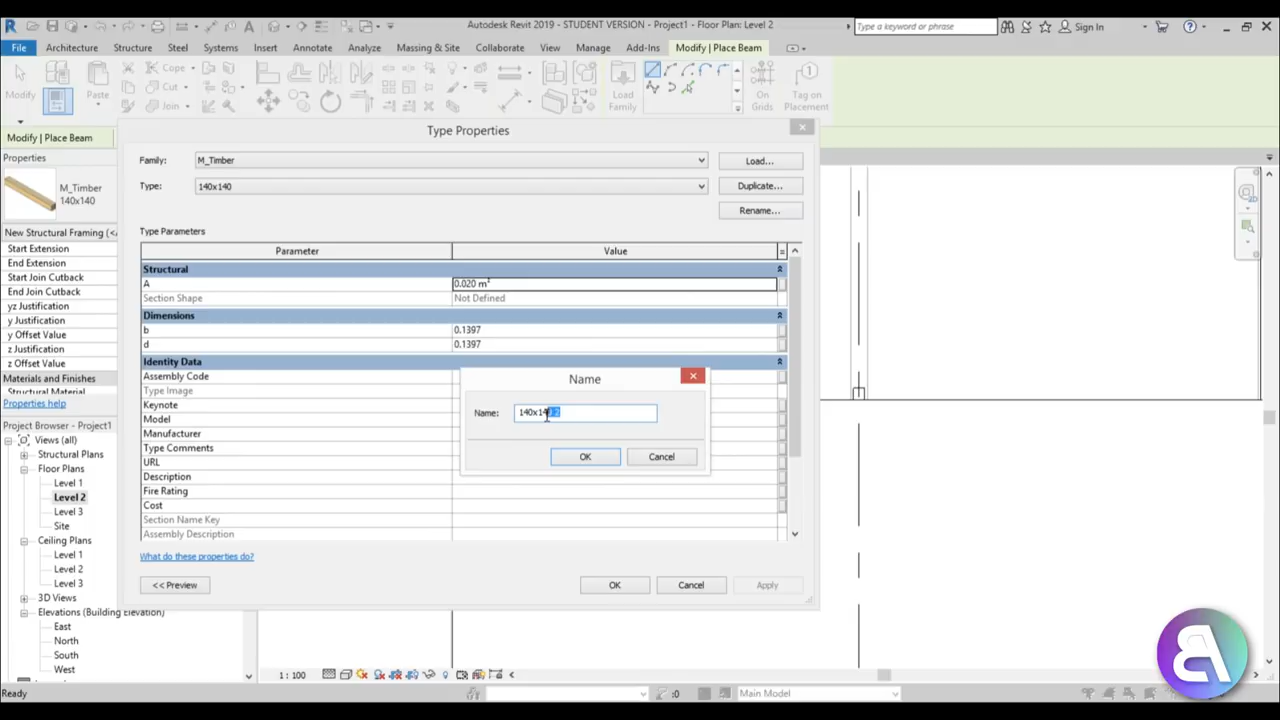 Autodesk Revit 2019 - STUDENT VERSION - Project1 - Floor Plan: Level 2
Type a keyword or phrase
Sign In
File Architecture Structure Steel Systems Insert Annotate Analyze Massing & Site Collaborate View Manage Add-Ins Modify | Place Beam
Modify
Paste
Cope
Cut
Join
Load
Family
On
Grids
Tag on
Placement
Modify | Place Beam
Properties
M_Timber
140x140
New Structural Framing (<
Start Extension
End Extension
Start Join Cutback
End Join Cutback
yz Justification
y Justification
y Offset Value
z Justification
z Offset Value
Materials and Finishes
Structural Material
Properties help
Project Browser - Project1
Views (all)
Structural Plans
Floor Plans
Level 1
Level 2
Level 3
Site
Ceiling Plans
Level 1
Level 2
Level 3
3D Views
Elevations (Building Elevation)
East
North
South
West
Type Properties
Family: M_Timber Load...
Type: 140x140 Duplicate...
Rename...
Type Parameters
Parameter Value =
Structural
A 0.020 m²
Section Shape Not Defined
Dimensions
b 0.1397
d 0.1397
Identity Data
Assembly Code
Type Image
Keynote
Model
Manufacturer
Type Comments
URL
Description
Fire Rating
Cost
Section Name Key
Assembly Description
What do these properties do?
<< Preview OK Cancel Apply
Name
Name: 140x140 2
OK Cancel
1 : 100
Ready
:0
Main Model